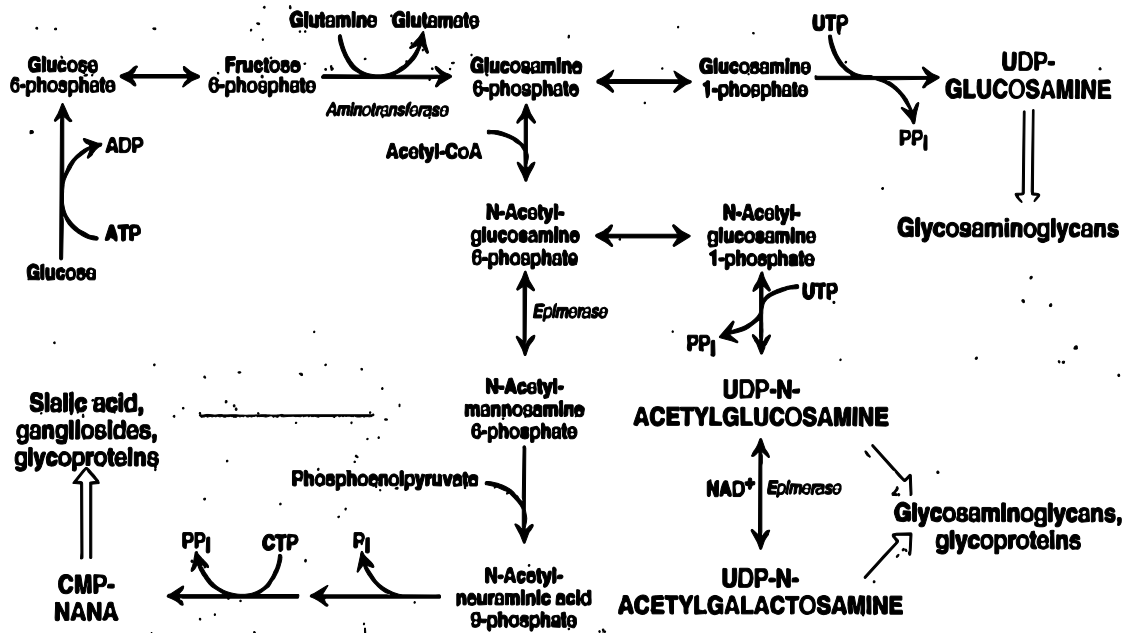 Glutamine Glutamate
UTP
Glucose
6-phosphate
Fructose
6-phosphate
Glucosamine
6-phosphate
Glucosamine
1-phosphate
UDP-
GLUCOSAMINE
Aminotransferase
ADP
Acetyl-CoA
PPi
ATP
Glucose
N-Acetyl-
glucosamine
6-phosphate
N-Acetyl-
glucosamine
1-phosphate
Glycosaminoglycans
Epimerase
UTP
PPi
Sialic acid,
gangliosides,
glycoproteins
N-Acetyl-
mannosamine
6-phosphate
UDP-N-
ACETYLGLUCOSAMINE
Phosphoenolpyruvate
NAD+ Epimerase
Glycosaminoglycans,
glycoproteins
PPi CTP Pi
CMP-
NANA
N-Acetyl-
neuraminic acid
9-phosphate
UDP-N-
ACETYLGALACTOSAMINE